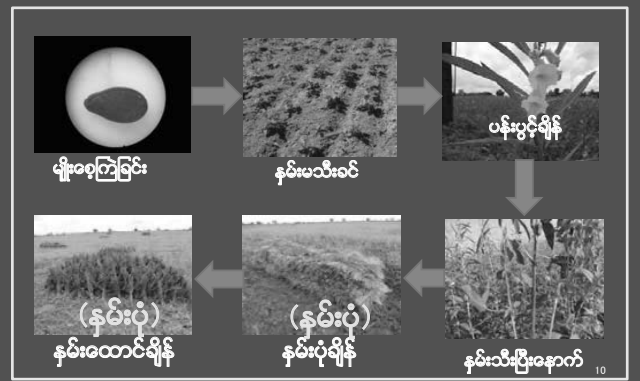 မျိုးစေ့ကြဲခြင်း
နှမ်းမသီးခင်
ပန်းပွင့်ချိန်
နှမ်းသီးပြီးနောက်
(နှမ်းပုံ)
နှမ်းပုံချိန်
(နှမ်းပုံ)
နှမ်းထောင်ချိန်
10